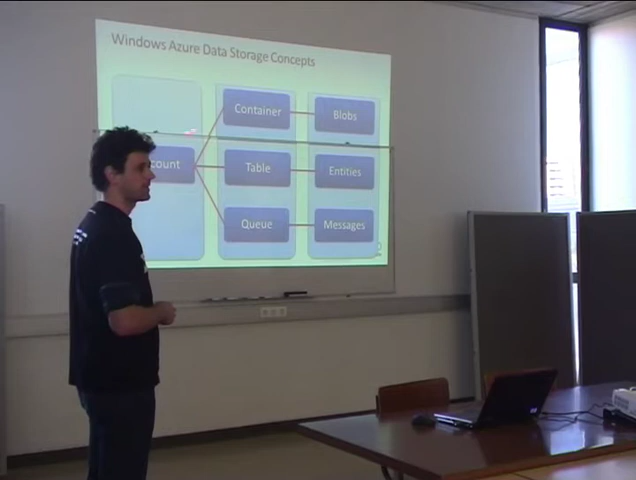 Windows Azure Data Storage Concepts
Container Blobs
count Table Entities
Queue Messages